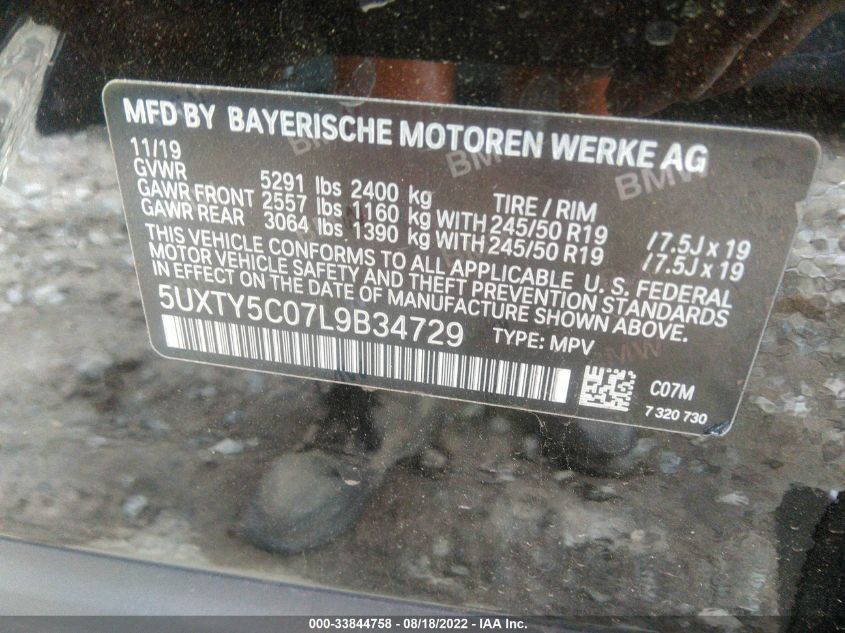 MFD BY BAYERISCHE MOTOREN WERKE AG
11/19
GVWR 5291 lbs 2400 kg TIRE / RIM
GAWR FRONT 2557 lbs 1160 kg WITH 245/50 R19 /7.5J x 19
GAWR REAR 3064 lbs 1390 kg WITH 245/50 R19 /7.5J x 19
THIS VEHICLE CONFORMS TO ALL APPLICABLE U. S. FEDERAL
MOTOR VEHICLE SAFETY AND THEFT PREVENTION STANDARDS
IN EFFECT ON THE DATE OF MANUFACTURE SHOWN ABOVE.
5UXTY5C07L9B34729 TYPE: MPV
C07M
7 320 730
BMW BMW BMW BMW
000-33844758 - 08/18/2022 - IAA Inc.